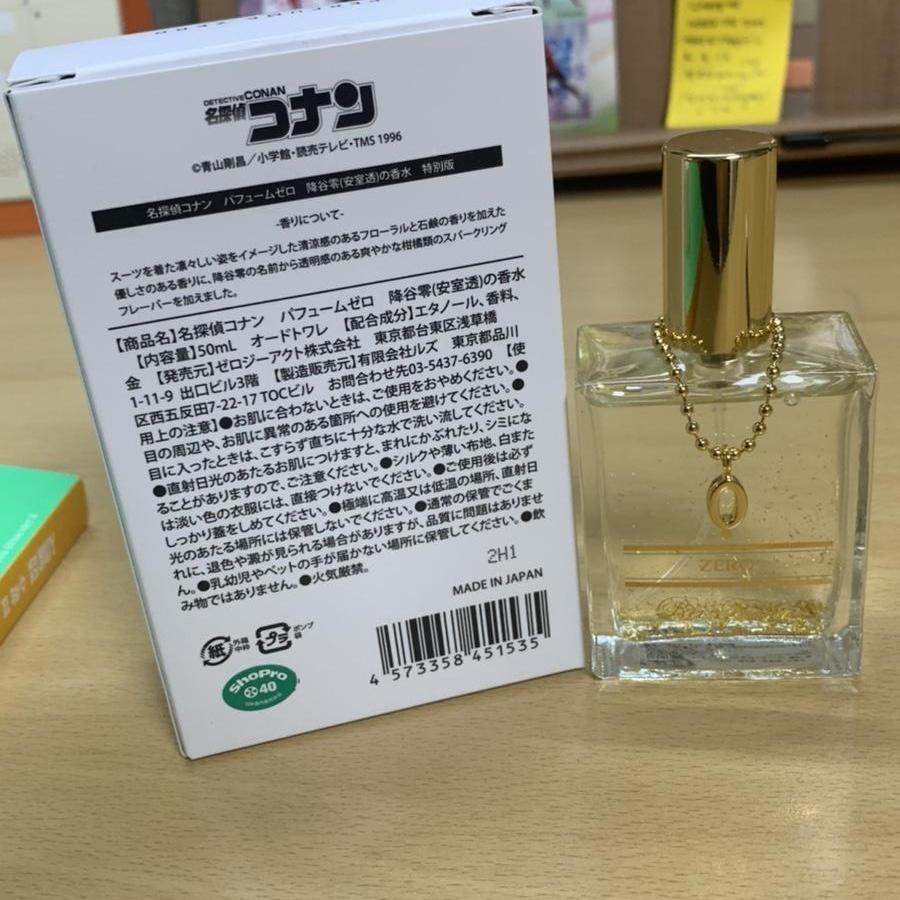 DETECTIVE CONAN
名探偵コナン
©青山剛昌／小学館・読売テレビ・TMS 1996
名探偵コナン　パフュームゼロ　降谷零(安室透)の香水　特別版
-香りについて-
スーツを着た凛々しい姿をイメージした清涼感のあるフローラルと石鹸の香りを加えた
優しさのある香りに、降谷零の名前から透明感のある爽やかな柑橘類のスパークリング
フレーバーを加えました。
【商品名】名探偵コナン　パフュームゼロ　降谷零(安室透)の香水
【内容量】50mL　オードトワレ　【配合成分】エタノール、香料、
金　【発売元】ゼロジーアクト株式会社　東京都台東区浅草橋
1-11-9 出口ビル3階　【製造販売元】有限会社ルズ　東京都品川
区西五反田7-22-17 TOCビル　お問合わせ先03-5437-6390　【使
用上の注意】●お肌に合わないときは、ご使用をおやめください。●
目の周辺や、お肌に異常のある箇所への使用を避けてください。●
目に入ったときは、こすらず直ちに十分な水で洗い流してください。
●直射日光のあたるお肌につけますと、まれにかぶれたり、シミにな
ることがありますので、ご注意ください。●シルクや薄い布地、白また
は淡い色の衣服には、直接つけないでください。●ご使用後は必ず
しっかり蓋をしめてください。●極端に高温又は低温の場所、直射日
光のあたる場所には保管しないでください。●通常の保管でごくま
れに、退色や澱が見られる場合がありますが、品質に問題はありませ
ん。●乳幼児やペットの手が届かない場所に保管してください。●飲
み物ではありません。●火気厳禁。
2H1
MADE IN JAPAN
紙 外箱 中枠
プラ ポンプ 袋
4 573358 451535
ShoPro
40
0
ZERO